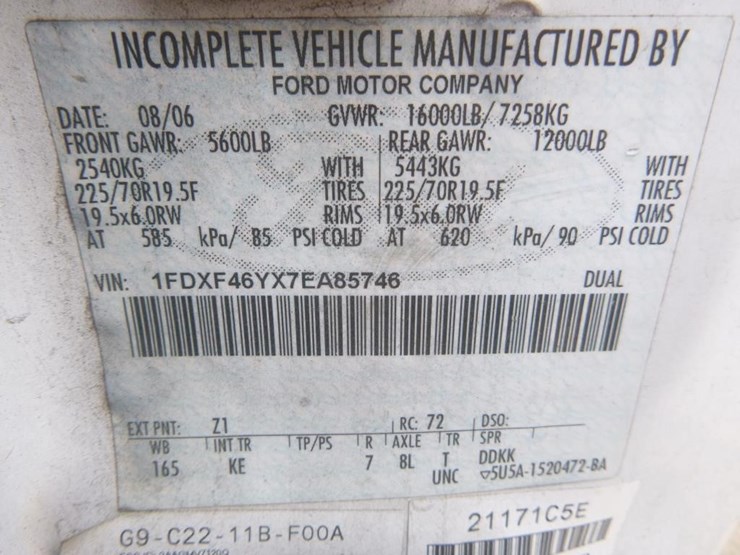 INCOMPLETE VEHICLE MANUFACTURED BY
FORD MOTOR COMPANY
DATE: 08/06 GVWR: 16000LB/7258KG
FRONT GAWR: 5600LB REAR GAWR: 12000LB
2540KG WITH 5443KG WITH
225/70R19.5F TIRES 225/70R19.5F TIRES
19.5x6.0RW RIMS 19.5x6.0RW RIMS
AT 585 kPa/ 85 PSI COLD AT 620 kPa/ 90 PSI COLD
VIN: 1FDXF46YX7EA85746 DUAL
EXT PNT: Z1 RC: 72 DSO:
WB INT TR TP/PS R AXLE TR SPR
165 KE 7 8L T DDKK
UNC ▽5U5A-1520472-BA
G9-C22-11B-F00A 21171C5E